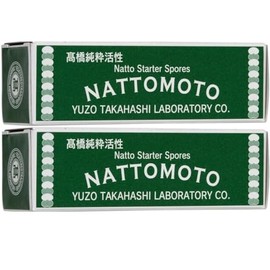 高橋純粋活性
Natto Starter Spores
NATTOMOTO
YUZO TAKAHASHI LABORATORY CO.
高橋純粋活性
Natto Starter Spores
NATTOMOTO
YUZO TAKAHASHI LABORATORY CO.